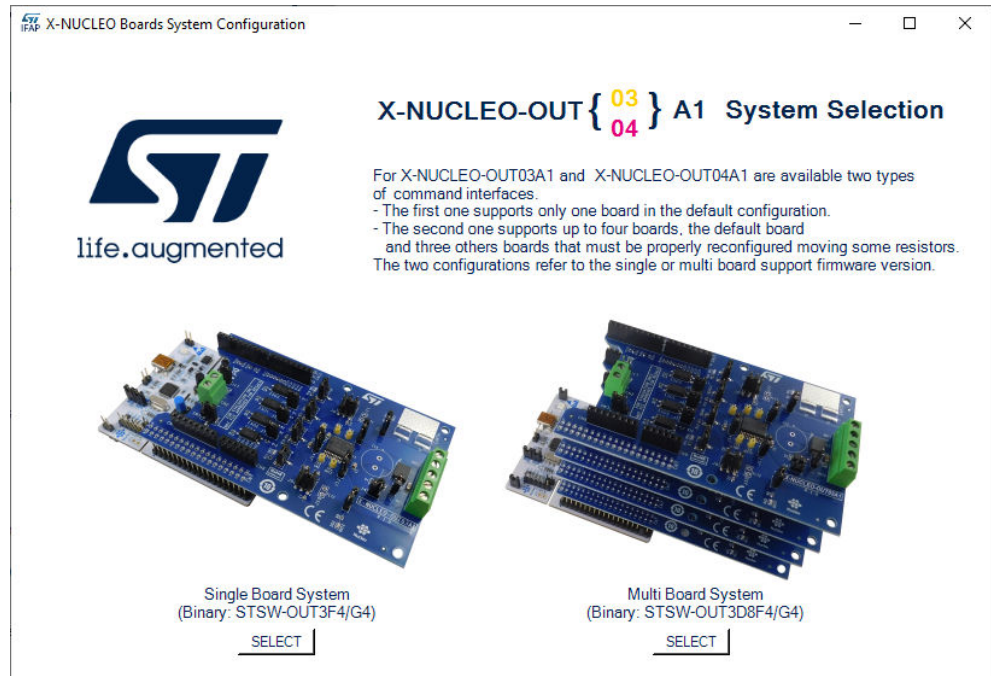 IFAP X-NUCLEO Boards System Configuration
X-NUCLEO-OUT { 03 04 } A1 System Selection
ST
life.augmented
For X-NUCLEO-OUT03A1 and X-NUCLEO-OUT04A1 are available two types
of command interfaces.
- The first one supports only one board in the default configuration.
- The second one supports up to four boards, the default board
and three others boards that must be properly reconfigured moving some resistors.
The two configurations refer to the single or multi board support firmware version.
Single Board System
(Binary: STSW-OUT3F4/G4)
SELECT
Multi Board System
(Binary: STSW-OUT3D8F4/G4)
SELECT